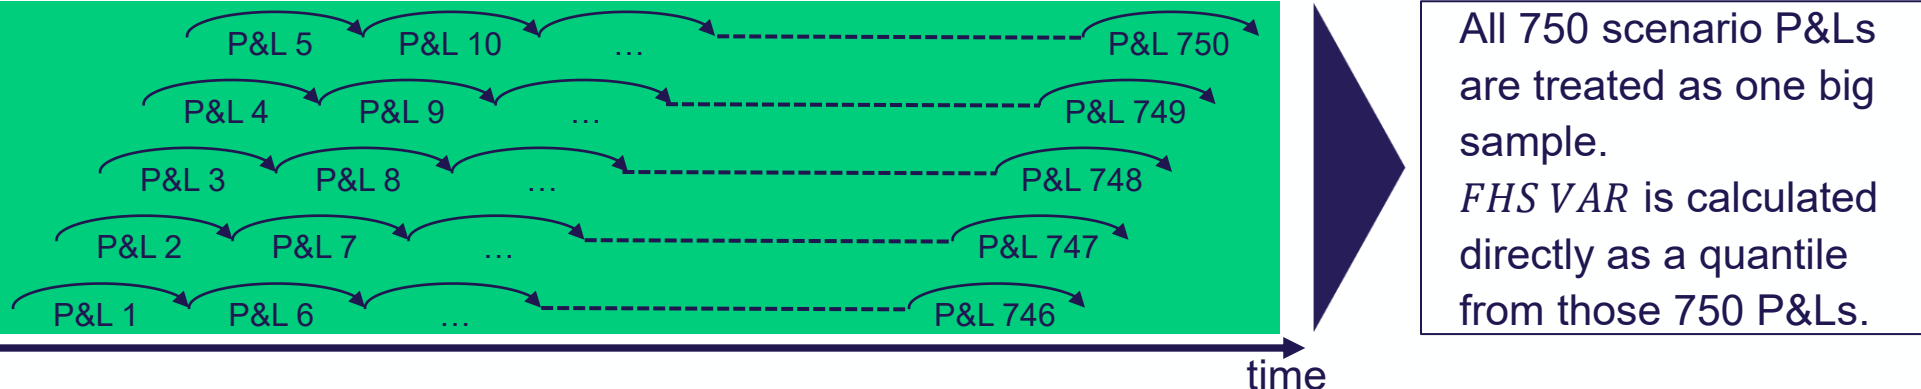 P&L 5 P&L 10 … P&L 750
P&L 4 P&L 9 … P&L 749
P&L 3 P&L 8 … P&L 748
P&L 2 P&L 7 … P&L 747
P&L 1 P&L 6 … P&L 746
time
All 750 scenario P&Ls
are treated as one big
sample.
FHS VAR is calculated
directly as a quantile
from those 750 P&Ls.